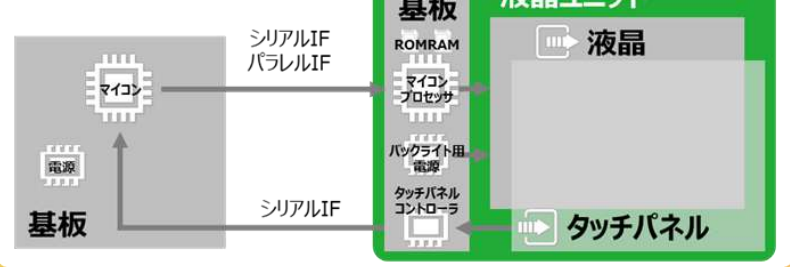 液晶ユニット
基板
ROMRAM
液晶
シリアルIF
パラレルIF
マイコン
マイコン
プロセッサ
バックライト用
電源
電源
タッチパネル
コントローラ
シリアルIF
基板
タッチパネル